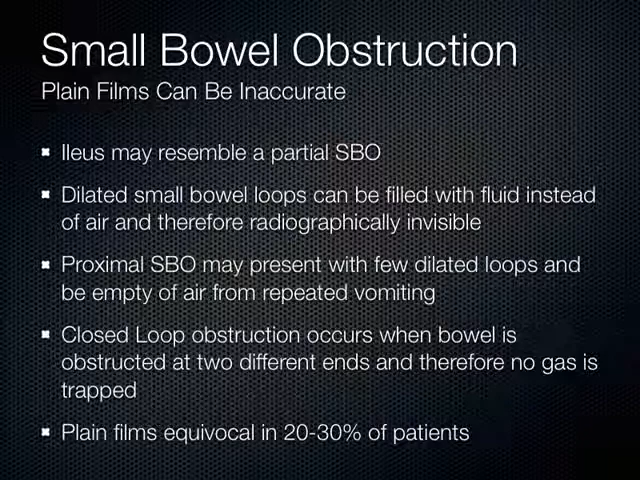 Small Bowel Obstruction
Plain Films Can Be Inaccurate
Ileus may resemble a partial SBO
Dilated small bowel loops can be filled with fluid instead
of air and therefore radiographically invisible
Proximal SBO may present with few dilated loops and
be empty of air from repeated vomiting
Closed Loop obstruction occurs when bowel is
obstructed at two different ends and therefore no gas is
trapped
Plain films equivocal in 20-30% of patients